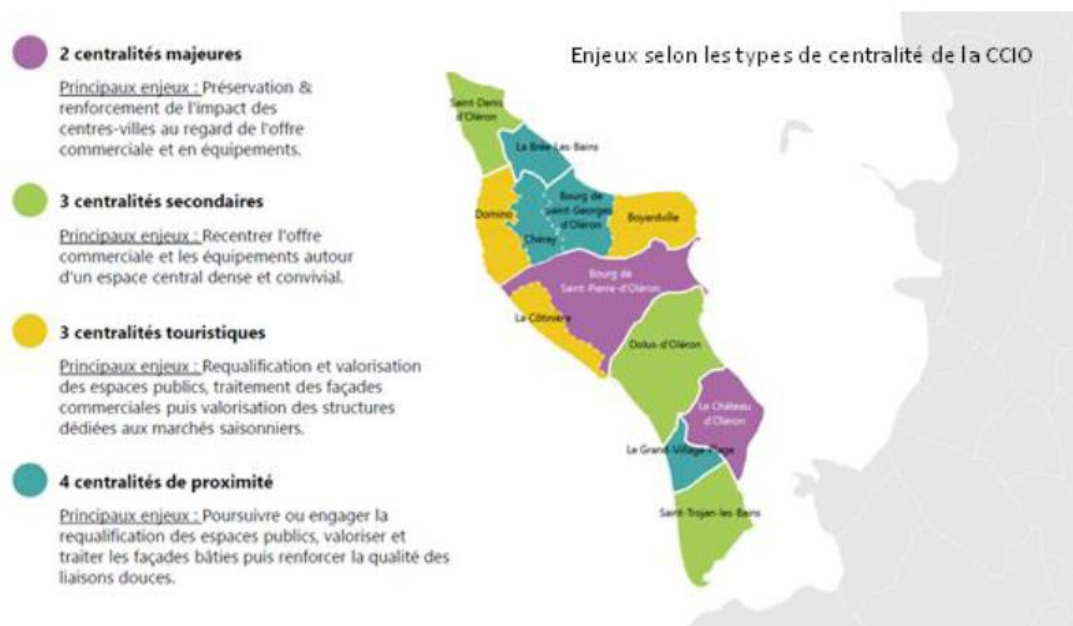 Enjeux selon les types de centralité de la CCIO
2 centralités majeures
Principaux enjeux : Préservation &
renforcement de l'impact des
centres-villes au regard de l'offre
commerciale et en équipements.
3 centralités secondaires
Principaux enjeux : Recentrer l'offre
commerciale et les équipements autour
d'un espace central dense et convivial.
3 centralités touristiques
Principaux enjeux : Requalification et valorisation
des espaces publics, traitement des façades
commerciales puis valorisation des structures
dédiées aux marchés saisonniers.
4 centralités de proximité
Principaux enjeux : Poursuivre ou engager la
requalification des espaces publics, valoriser et
traiter les façades bâties puis renforcer la qualité des
liaisons douces.
Saint Denis
d'Oléron
La Brée-Les-Bains
Domino
Chéray
Bourg de
saint-Georges
d'Oléron
Boyardville
Bourg de
Saint-Pierre-d'Oléron
La Côtinière
Dolus-d'Oléron
Le Château
d'Oléron
Le Grand-Village-Plage
Saint-Trojan-les-Bains